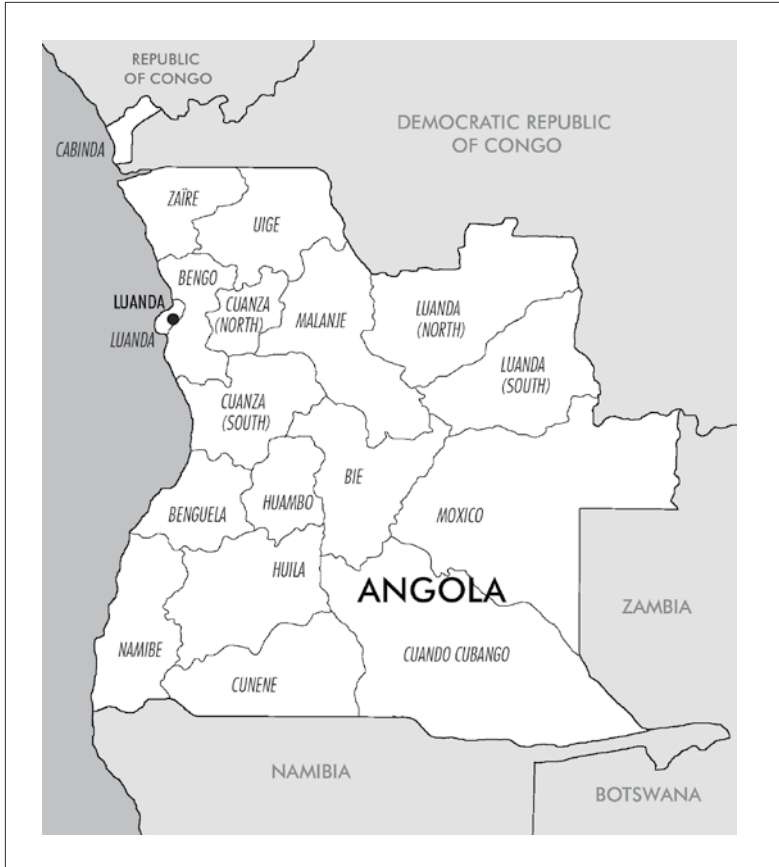 REPUBLIC
OF CONGO
DEMOCRATIC REPUBLIC
OF CONGO
CABINDA
ZAÏRE
UIGE
BENGO
LUANDA
LUANDA
CUANZA
(NORTH)
MALANJE
LUANDA
(NORTH)
LUANDA
(SOUTH)
CUANZA
(SOUTH)
BIE
HUAMBO
BENGUELA
MOXICO
HUILA
ANGOLA
ZAMBIA
NAMIBE
CUNENE
CUANDO CUBANGO
NAMIBIA
BOTSWANA